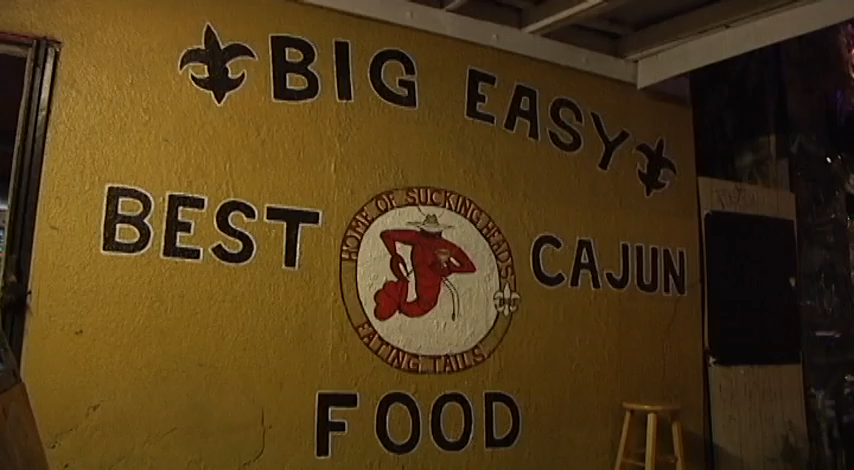 BIG EASY
BEST CAJUN
HOME OF SUCKING HEADS
EATING TAILS
FOOD